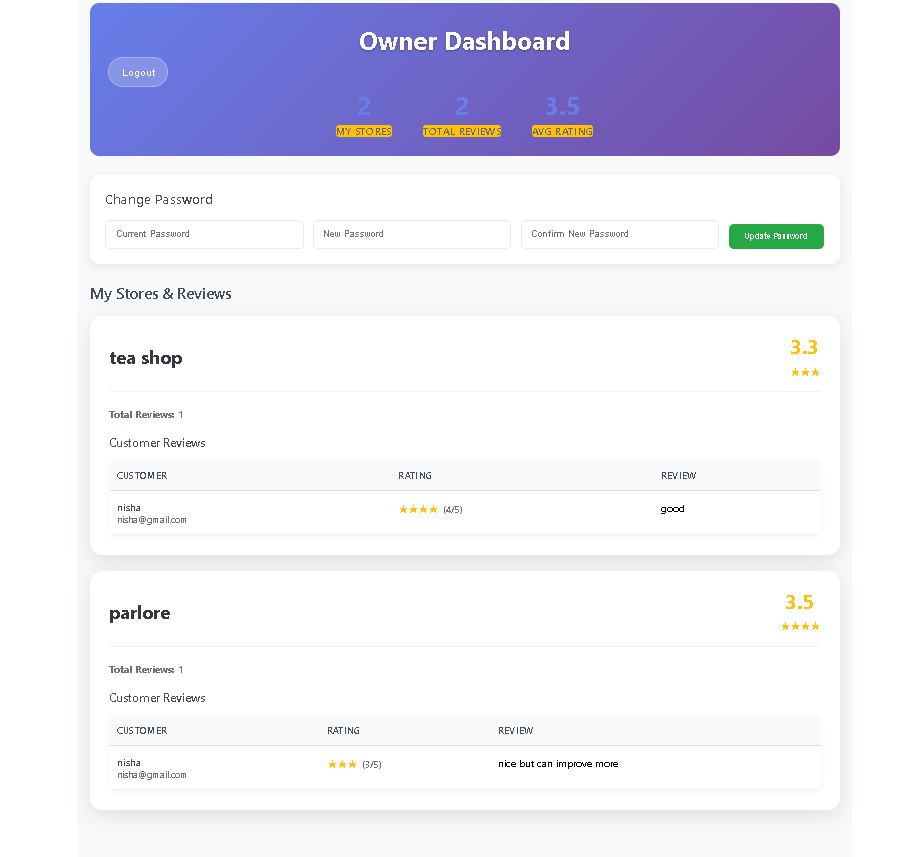 Owner Dashboard
Logout
2 2 3.5
MY STORES TOTAL REVIEWS AVG RATING
Change Password
Current Password New Password Confirm New Password Update Password
My Stores & Reviews
tea shop 3.3
★★★
Total Reviews: 1
Customer Reviews
CUSTOMER RATING REVIEW
nisha ★★★★ (4/5) good
nisha@gmail.com
parlore 3.5
★★★★
Total Reviews: 1
Customer Reviews
CUSTOMER RATING REVIEW
nisha ★★★ (3/5) nice but can improve more
nisha@gmail.com